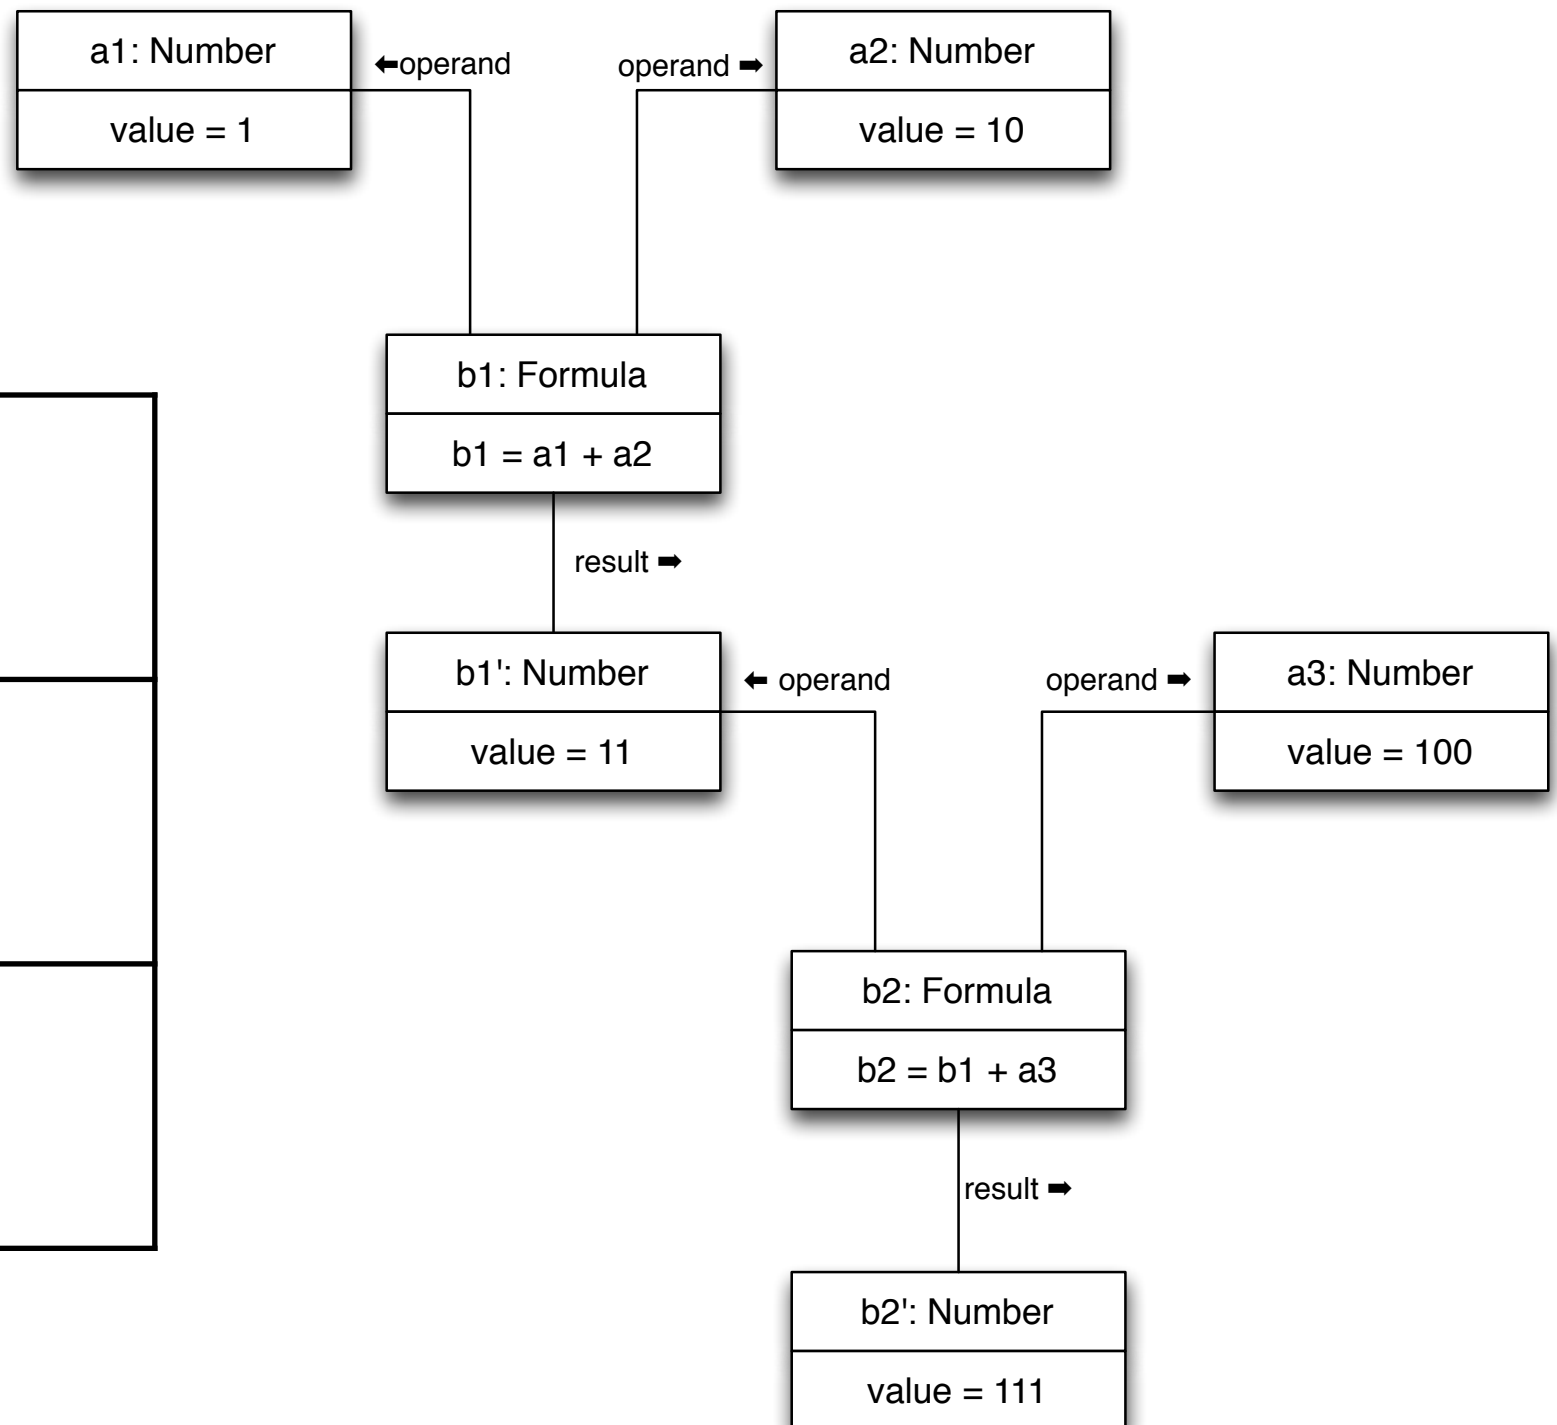 a1: Number
value = 1
⬅operand
operand ➡
a2: Number
value = 10
b1: Formula
b1 = a1 + a2
result ➡
b1': Number
value = 11
⬅ operand
operand ➡
a3: Number
value = 100
b2: Formula
b2 = b1 + a3
result ➡
b2': Number
value = 111